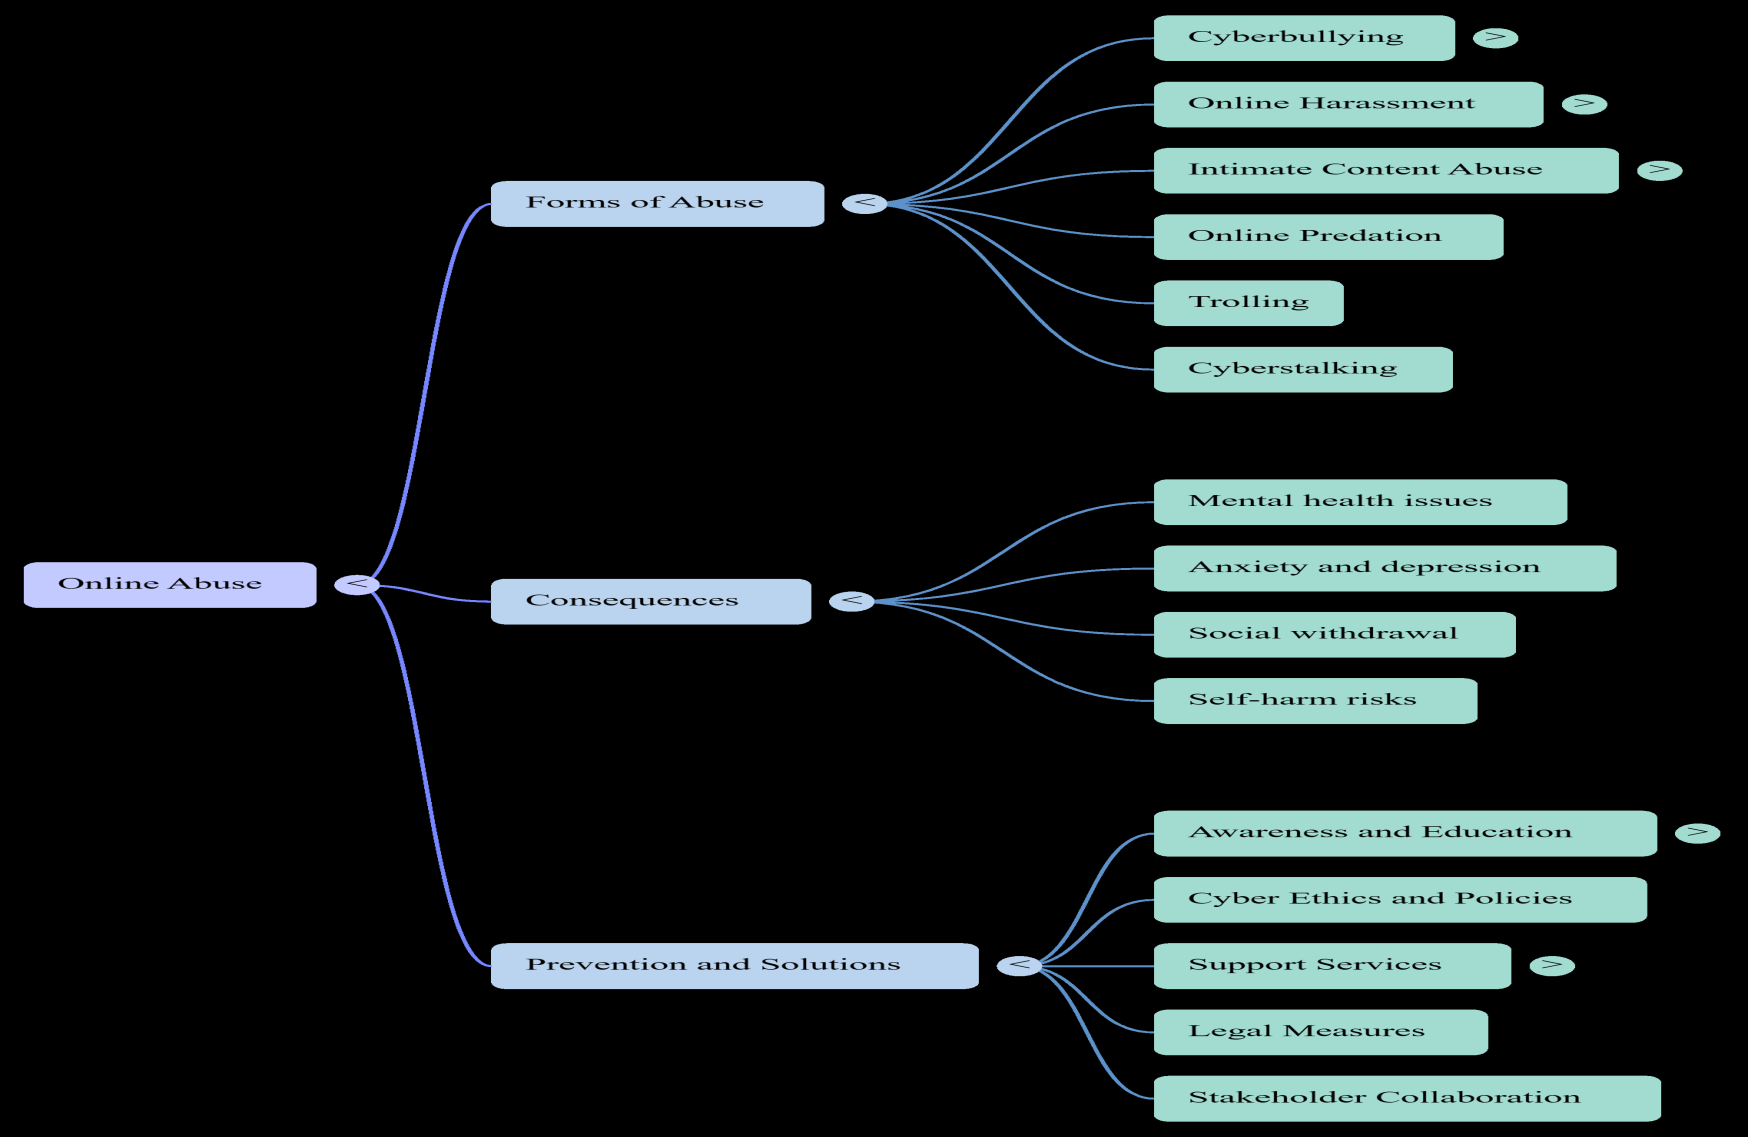 Online Abuse <
Forms of Abuse <
Cyberbullying >
Online Harassment >
Intimate Content Abuse >
Online Predation
Trolling
Cyberstalking
Consequences <
Mental health issues
Anxiety and depression
Social withdrawal
Self-harm risks
Prevention and Solutions <
Awareness and Education >
Cyber Ethics and Policies
Support Services >
Legal Measures
Stakeholder Collaboration